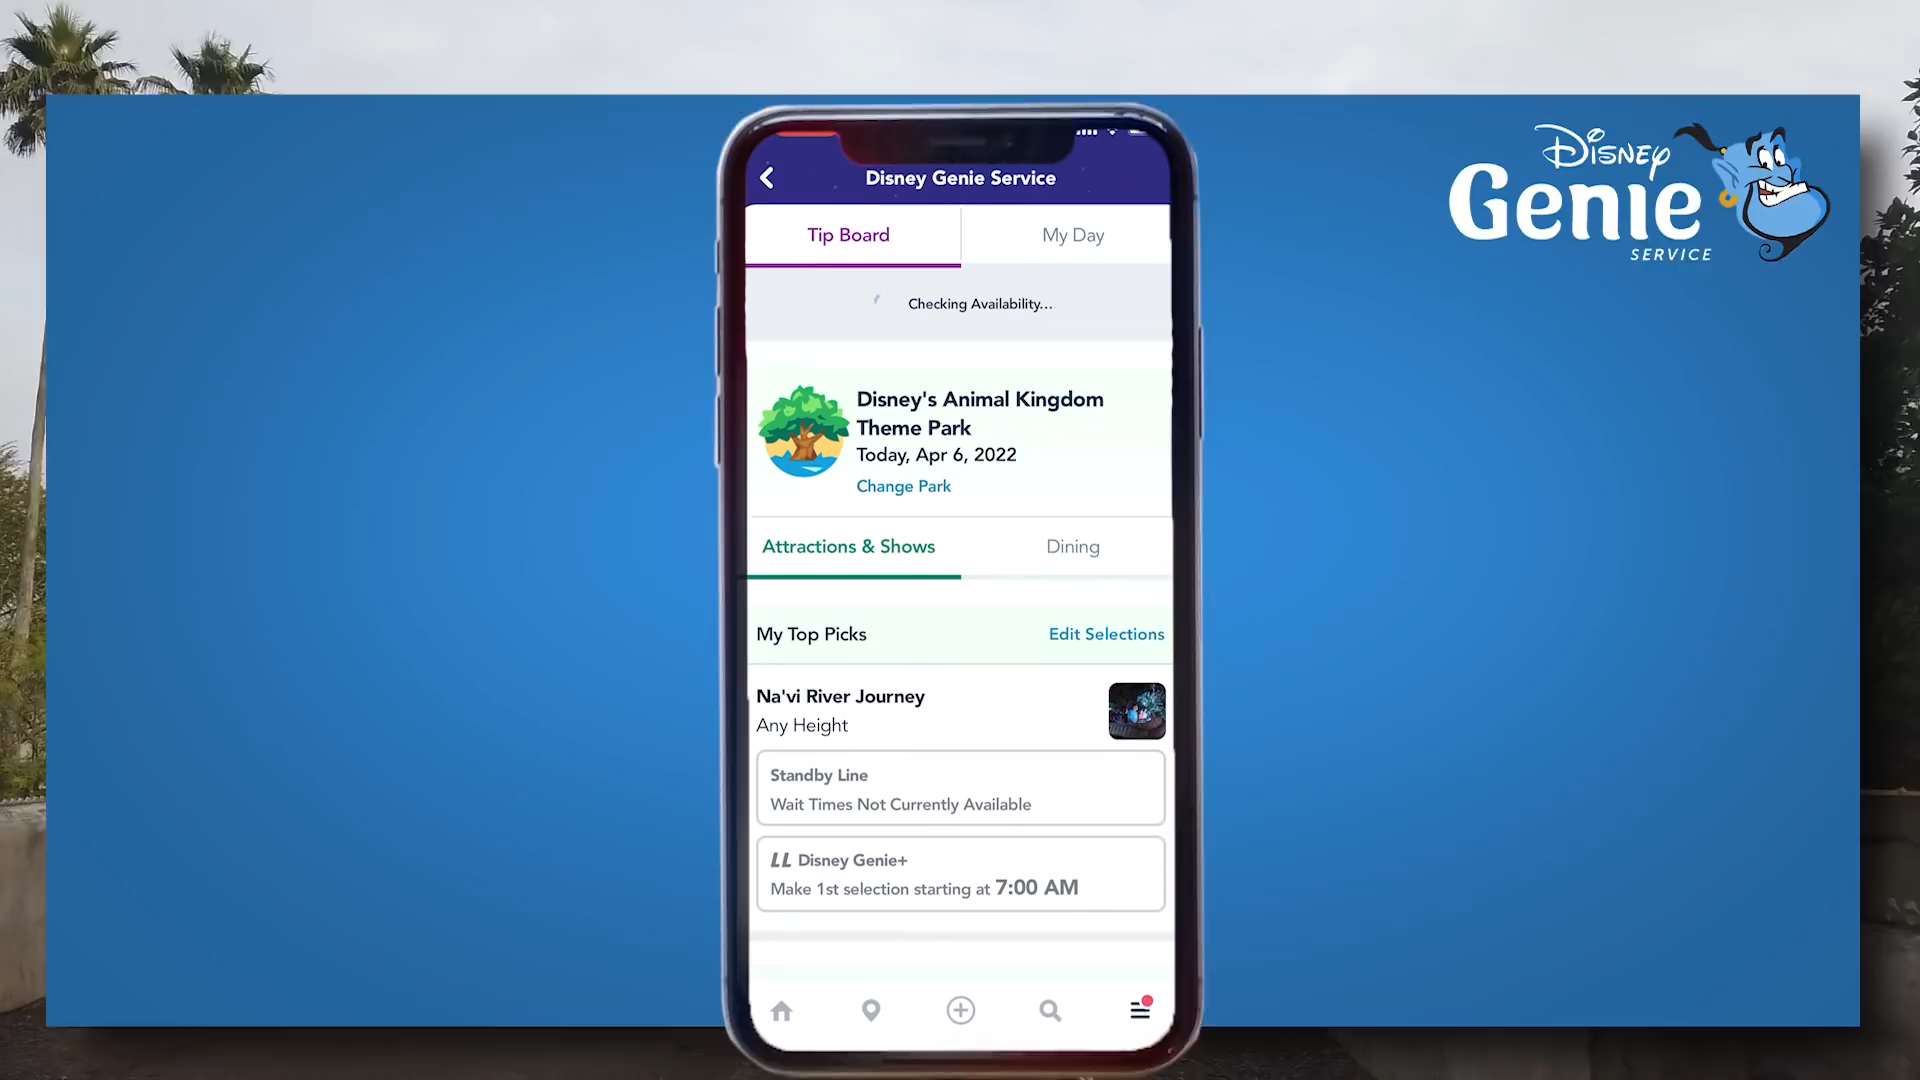 Disney Genie Service
Tip Board
My Day
Checking Availability...
Disney's Animal Kingdom
Theme Park
Today, Apr 6, 2022
Change Park
Attractions & Shows
Dining
My Top Picks
Edit Selections
Na'vi River Journey
Any Height
Standby Line
Wait Times Not Currently Available
LL Disney Genie+
Make 1st selection starting at 7:00 AM
Disney
Genie
SERVICE